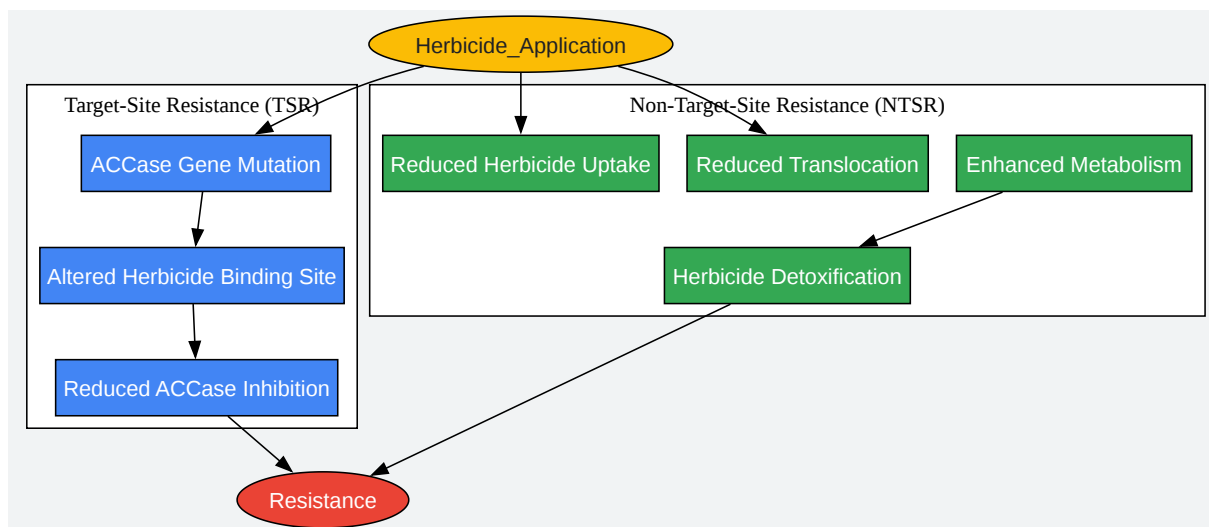 Herbicide_Application
Target-Site Resistance (TSR)
Non-Target-Site Resistance (NTSR)
ACCase Gene Mutation
Reduced Herbicide Uptake
Reduced Translocation
Enhanced Metabolism
Altered Herbicide Binding Site
Herbicide Detoxification
Reduced ACCase Inhibition
Resistance